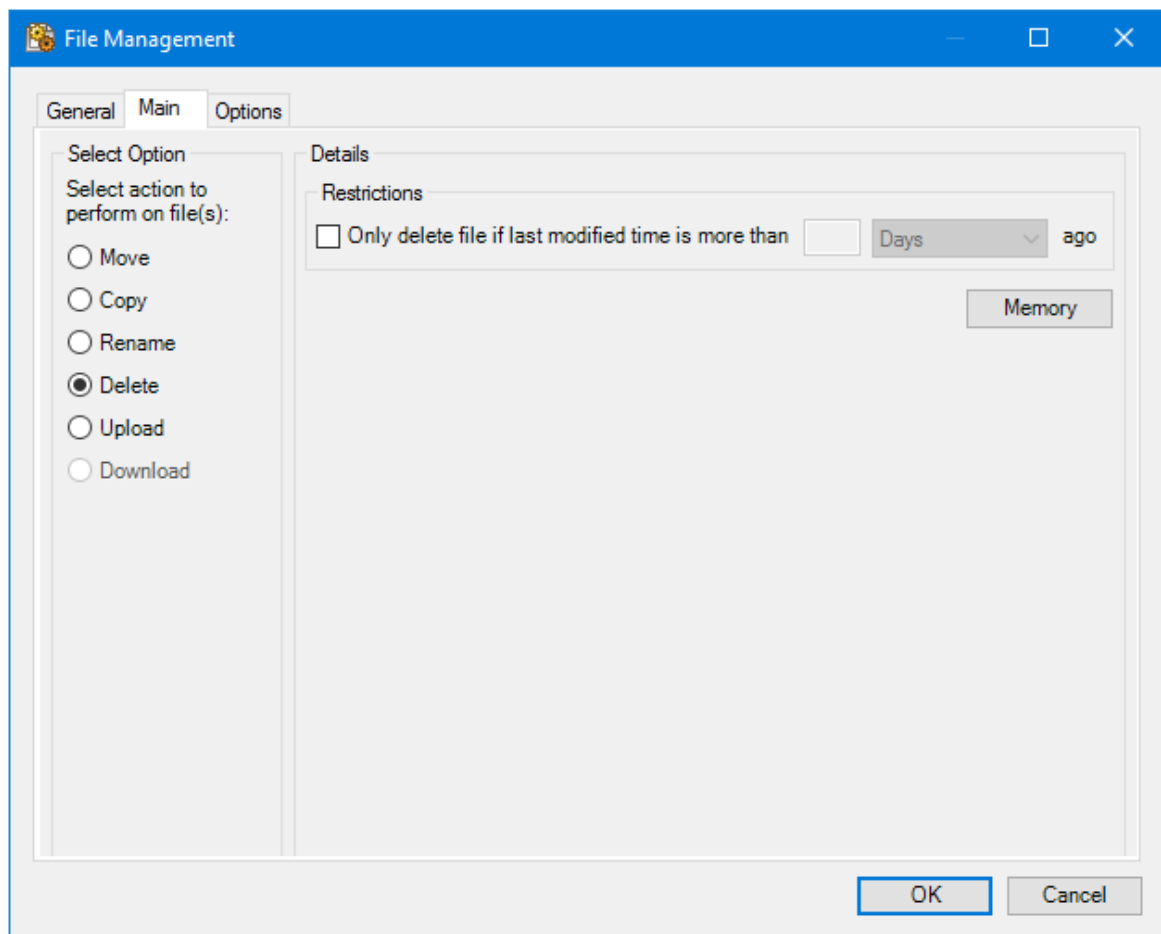 File Management
General Main Options
Select Option
Select action to
perform on file(s):
Move
Copy
Rename
Delete
Upload
Download
Details
Restrictions
Only delete file if last modified time is more than Days ago
Memory
OK Cancel